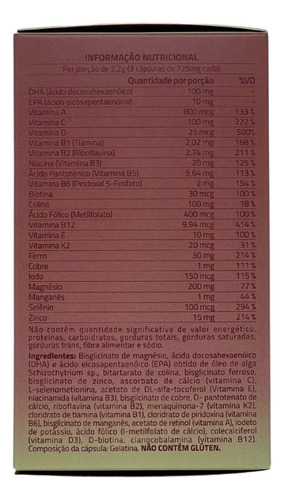 INFORMAÇÃO NUTRICIONAL
Por porção de 2,2g (3 cápsulas de 725mg cada)
Quantidade por porção %VD
DHA (ácido docosahexaenóico) 100 mg -
EPA (ácido eicosapentaenóico) 10 mg -
Vitamina A 800 mcg 133 %
Vitamina C 100 mg 222 %
Vitamina D 25 mcg 500%
Vitamina B1 (Tiamina) 2,02 mg 168 %
Vitamina B2 (Riboflavina) 2,74 mg 211 %
Niacina (Vitamina B3) 20 mg 125 %
Ácido Pantotênico (Vitamina B5) 5,64 mg 113 %
Vitamina B6 (Piridoxal 5-Fosfato) 2 mg 154 %
Biotina 30 mcg 100 %
Colina 100 mg 18 %
Ácido Fólico (Metilfolato) 400 mcg 100 %
Vitamina B12 9,94 mcg 414 %
Vitamina E 10 mg 100 %
Vitamina K2 20 mcg 31 %
Ferro 30 mg 214 %
Cobre 1 mg 111 %
Iodo 150 mcg 115 %
Magnésio 200 mg 77 %
Manganês 1 mg 44 %
Selênio 100 mcg 294 %
Zinco 15 mg 214 %
Não contém quantidade significativa de valor energético,
proteínas, carboidratos, gorduras totais, gorduras saturadas,
gorduras trans, fibra alimentar e sódio.
Ingredientes: Bisglicinato de magnésio, ácido docosahexaenóico
(DHA) e ácido eicosapentaenóico (EPA) obtido de óleo de alga
Schizochytrium sp., bitartarato de colina, bisglicinato ferroso,
bisglicinato de zinco, ascorbato de cálcio (vitamina C),
L-selenometionina, acetato de DL-alfa-tocoferol (Vitamina E),
niacinamida (vitamina B3), bisglicinato de cobre, D- pantotenato
de cálcio, riboflavina (vitamina B2), menaquinona-7 (vitamina K2),
cloridrato de tiamina (vitamina B1), cloridrato de piridoxina (vitamina
B6), bisglicinato de manganês, acetato de retinol (vitamina A), iodeto
de potássio, ácido fólico (l-metilfolato de cálcio), colecalciferol
(vitamina D3), D-biotina, cianogcobalamina (vitamina B12).
Composição da cápsula: Gelatina. NÃO CONTÉM GLÚTEN.